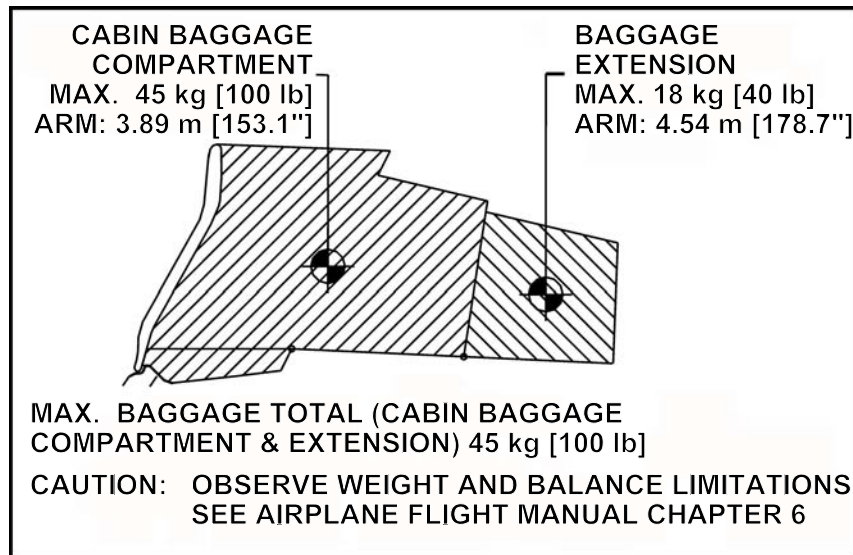 CABIN BAGGAGE
COMPARTMENT
MAX. 45 kg [100 lb]
ARM: 3.89 m [153.1"]
BAGGAGE
EXTENSION
MAX. 18 kg [40 lb]
ARM: 4.54 m [178.7"]
MAX. BAGGAGE TOTAL (CABIN BAGGAGE
COMPARTMENT & EXTENSION) 45 kg [100 lb]
CAUTION: OBSERVE WEIGHT AND BALANCE LIMITATIONS
SEE AIRPLANE FLIGHT MANUAL CHAPTER 6